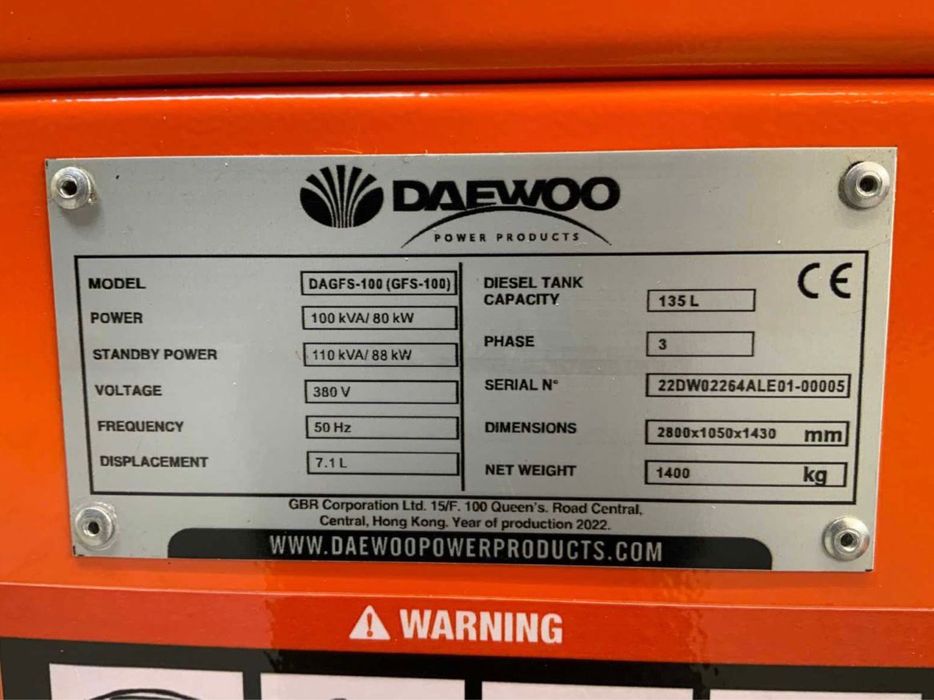 DAEWOO
POWER PRODUCTS
MODEL DAGFS-100 (GFS-100)
POWER 100 kVA/ 80 kW
STANDBY POWER 110 kVA/ 88 kW
VOLTAGE 380 V
FREQUENCY 50 Hz
DISPLACEMENT 7.1 L
CE
DIESEL TANK
CAPACITY 135 L
PHASE 3
SERIAL N° 22DW02264ALE01-00005
DIMENSIONS 2800x1050x1430 mm
NET WEIGHT 1400 kg
GBR Corporation Ltd. 15/F. 100 Queen's. Road Central,
Central, Hong Kong. Year of production 2022.
WWW.DAEWOOPOWERPRODUCTS.COM
WARNING